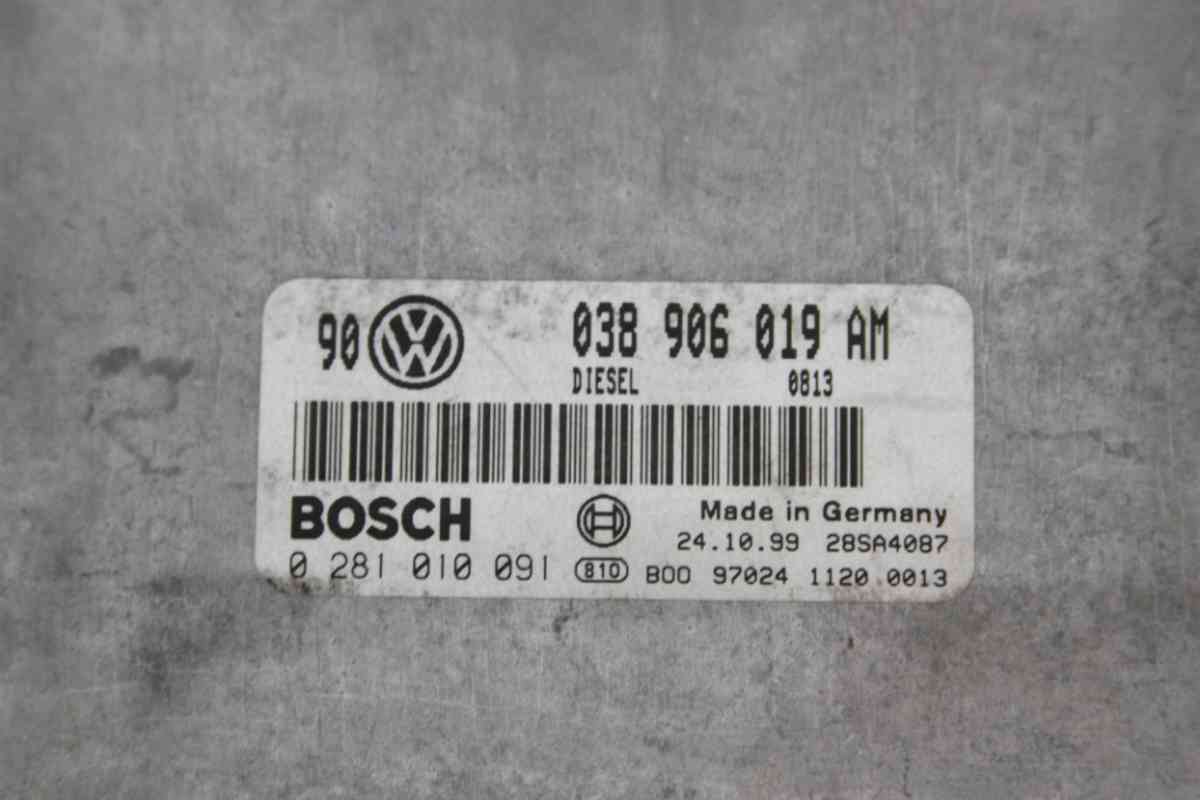 90 VW 038 906 019 AM
DIESEL 0813
BOSCH Made in Germany
24.10.99 28SA4087
0 281 010 091 810 B00 97024 1120 0013